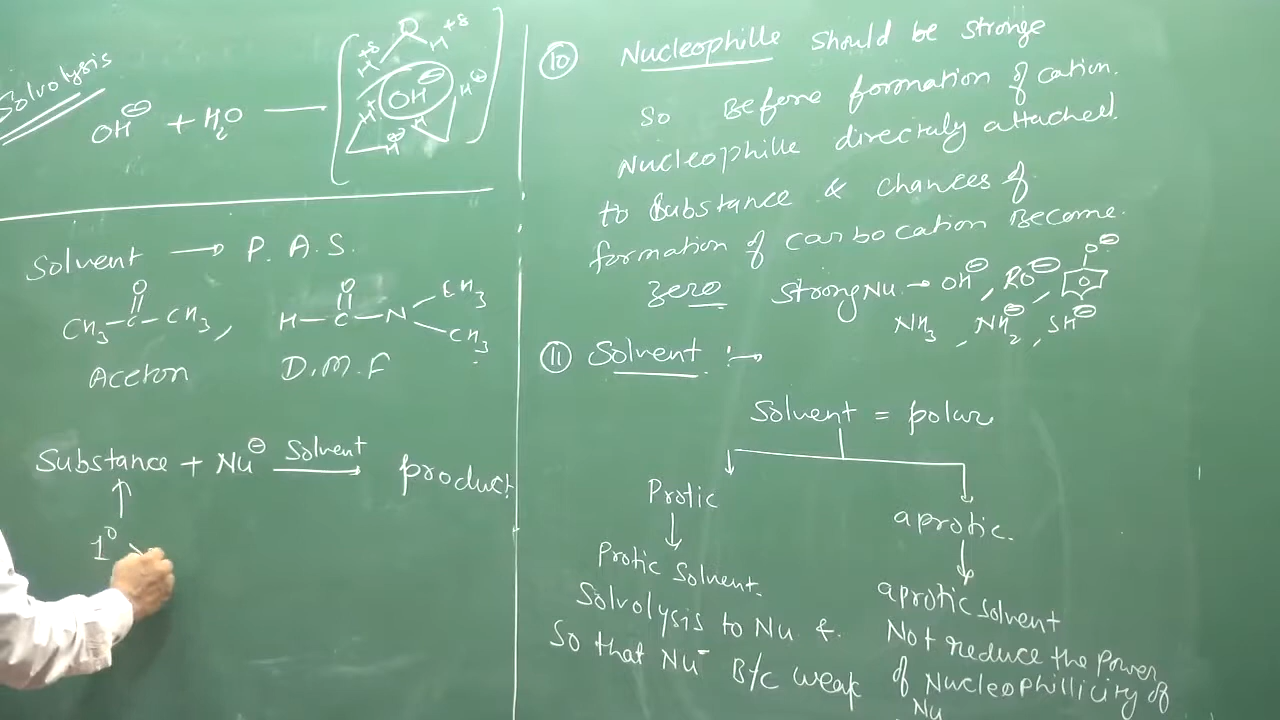 Solvolysis
OH⊖ + H2O —
O
H+δ
+δH
OH⊖
H
H⊕
H⊕
H
Solvent → P. A. S.
O
CH3–C–CH3,
Aceton
O
H–C–N
CH3
CH3
D.M.F
Substance + Nu⊖ Solvent → product
↑
1° >
(10) Nucleophille should be stronge
So Before formation of cation.
Nucleophille directuly attached.
to Substance & chances of
formation of carbocation Become.
Zero Strong Nu → OH⊖, RO⊖, O⊖
NH3, NH2⊖, SH⊖
(11) Solvent :→
Solvent = polar
Protic
aprotic.
Protic Solvent.
Solvolysis to Nu &.
So that Nu⁻ B/c weak
aprotic solvent
Not reduce the Power
of Nucleophillicity of
Nu